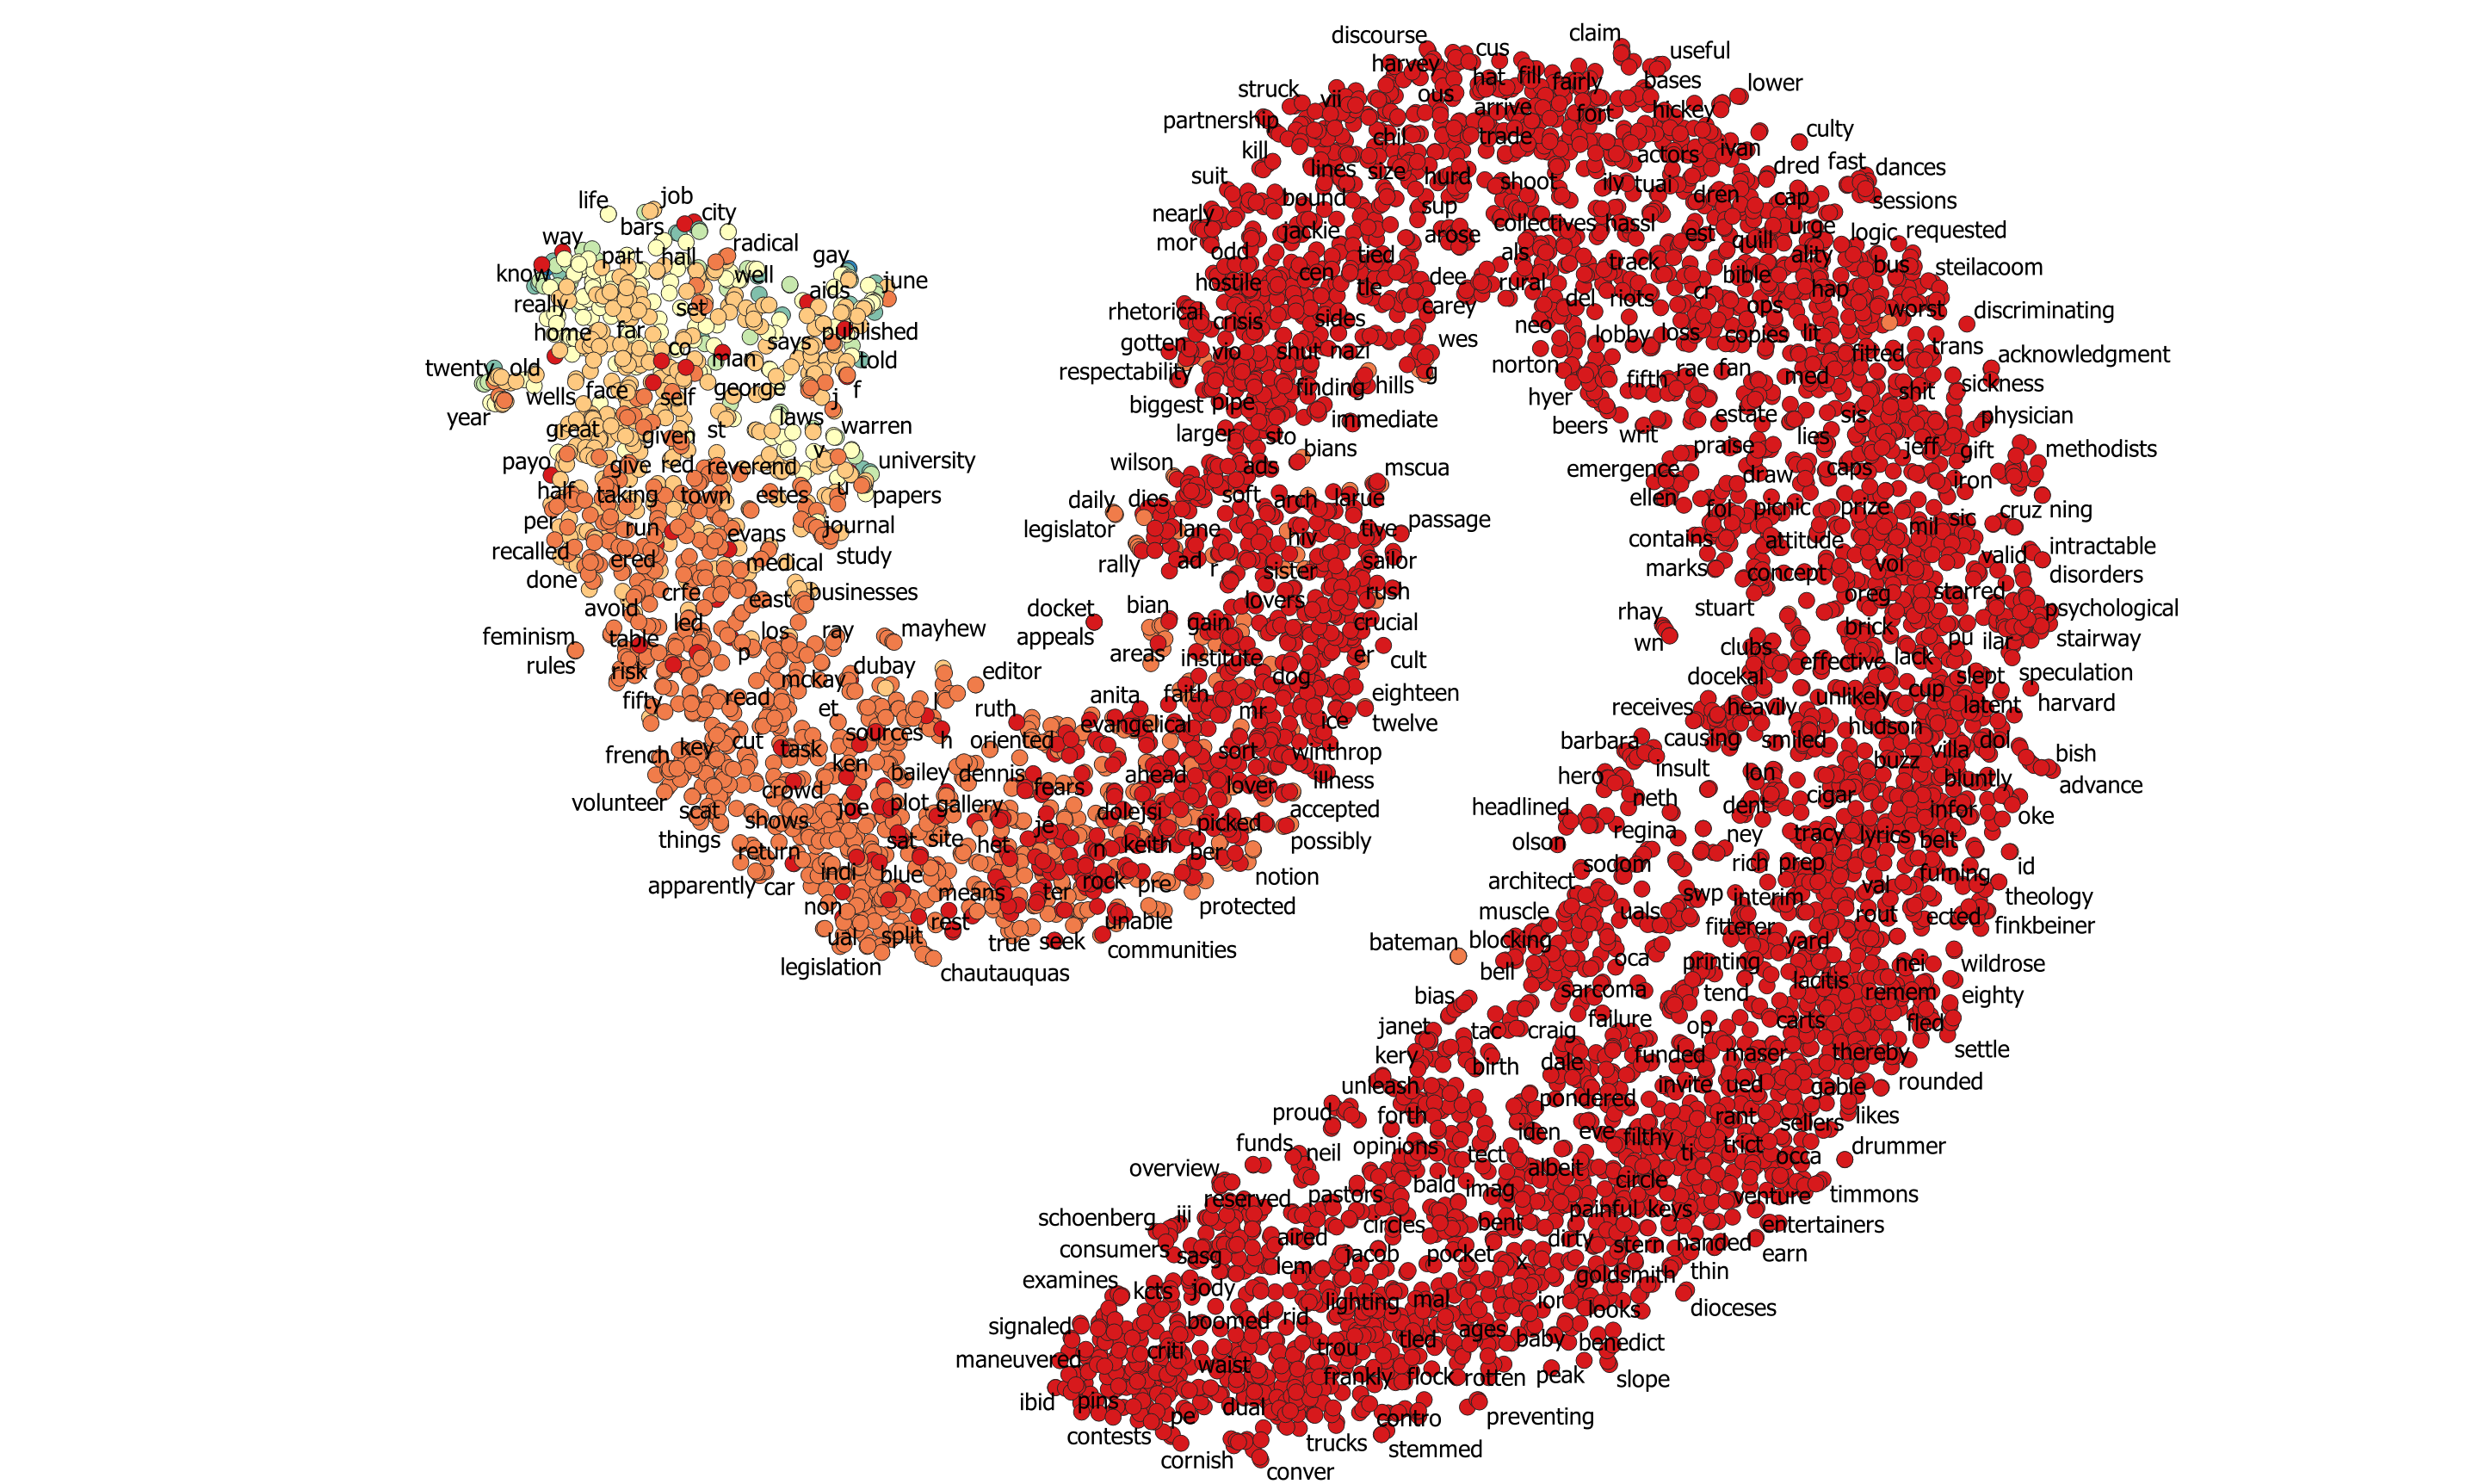 discourse
cus
claim
useful
harvey
hat
fill
fairly
bases
lower
struck
vii
ous
arrive
fort
hickey
partnership
chil
trade
culty
kill
lines
size
hurd
actors
ivan
dred
fast
dances
suit
bound
shoot
ily
tuai
dren
cap
sessions
life
job
bars
city
nearly
sup
collectives
hassl
urge
logic
requested
way
part
hall
radical
mor
odd
jackie
arose
est
quill
ality
know
well
gay
june
hostile
cen
tied
dee
als
track
bible
bus
steilacoom
really
set
aids
tle
carey
rural
del
riots
cr
ops
hap
worst
discriminating
home
far
published
rhetorical
crisis
sides
neo
lobby
loss
copies
lit
co
man
says
told
gotten
vio
shut
nazi
wes
fitted
trans
acknowledgment
twenty
old
wells
face
self
george
j
f
respectability
finding
hills
g
norton
fifth
rae
fan
med
shit
sickness
year
great
given
st
laws
warren
biggest
pipe
immediate
hyer
beers
writ
estate
sis
physician
larger
sto
bians
praise
lies
jeff
gift
methodists
payo
give
red
reverend
v
university
wilson
ads
mscua
emergence
draw
caps
iron
half
taking
town
estes
u
papers
daily
dies
soft
arch
larue
ellen
fol
picnic
prize
cruz
ning
per
run
evans
journal
legislator
lane
hiv
tive
passage
contains
attitude
mil
sic
recalled
ered
medical
study
rally
ad
r
sister
sailor
marks
concept
vol
valid
intractable
disorders
done
crfe
east
businesses
avoid
led
docket
bian
lovers
rush
rhay
stuart
oreg
starred
psychological
feminism
table
los
ray
mayhew
appeals
gain
crucial
wn
clubs
brick
pu
ilar
stairway
rules
risk
p
dubay
areas
institute
er
cult
docekal
effective
lack
slept
speculation
fifty
read
mckay
l
editor
anita
faith
dog
eighteen
receives
heavily
unlikely
cup
latent
harvard
et
sources
h
ruth
oriented
evangelical
mr
ice
twelve
barbara
causing
smiled
hudson
villa
dol
french
key
cut
task
ken
bailey
dennis
ahead
sort
winthrop
hero
insult
lon
buzz
bluntly
bish
advance
volunteer
scat
crowd
joe
plot
gallery
fears
dolejsi
lover
illness
accepted
headlined
neth
dent
cigar
infor
oke
things
shows
sat
site
het
je
n
keith
picked
possibly
olson
regina
ney
tracy
lyrics
belt
return
apparently
car
indi
blue
means
ter
rock
pre
ber
notion
architect
sodom
rich
prep
val
fuming
id
non
rest
protected
muscle
uals
swp
interim
rout
ected
theology
ual
split
true
seek
unable
communities
bateman
blocking
fitterer
yard
finkbeiner
legislation
chautauquas
bell
oca
printing
lacitis
nei
wildrose
bias
sarcoma
tend
remem
eighty
janet
tac
craig
failure
op
carts
fled
kery
birth
dale
funded
maser
thereby
settle
unleash
pondered
invite
ued
gable
rounded
proud
forth
iden
eve
filthy
rant
sellers
likes
funds
neil
opinions
tect
albeit
ti
trict
occa
drummer
overview
reserved
pastors
bald
imag
circle
venture
timmons
schoenberg
iii
circles
bent
painful
keys
entertainers
consumers
sasg
aired
jacob
pocket
dirty
stern
handed
earn
examines
kcts
jody
lem
x
goldsmith
thin
signaled
boomed
rid
lighting
mal
ior
looks
dioceses
maneuvered
criti
waist
trou
tled
ages
baby
benedict
ibid
pins
pe
dual
frankly
flock
rotten
peak
slope
contests
contro
preventing
cornish
conver
trucks
stemmed